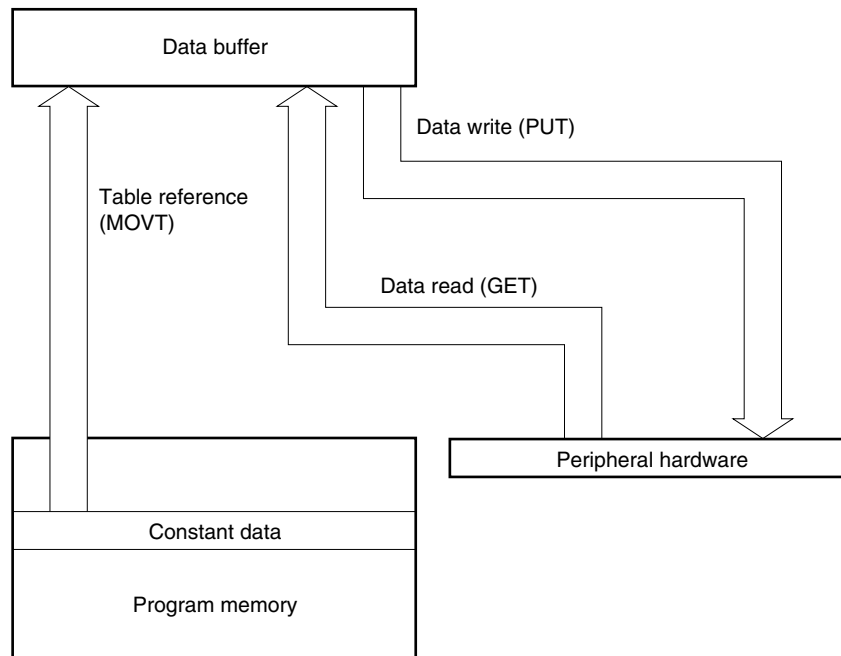 Data buffer
Data write (PUT)
Table reference
(MOVT)
Data read (GET)
Peripheral hardware
Constant data
Program memory